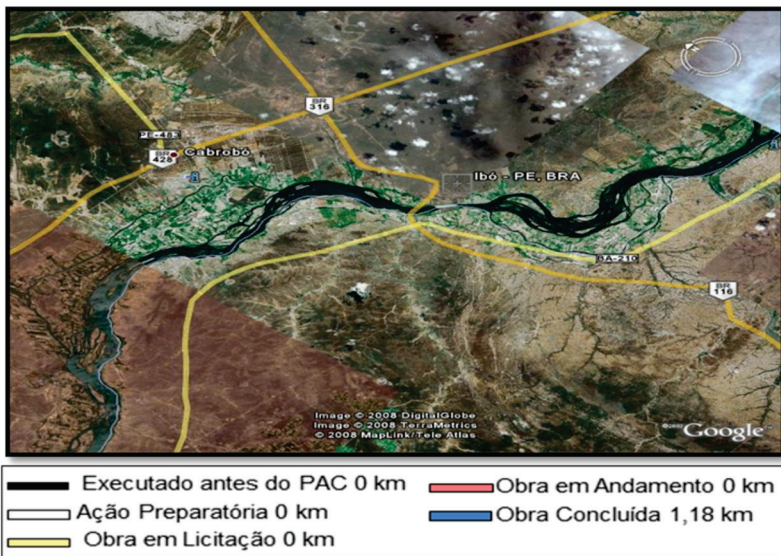 BR
316
PE-483
BR
428
Cabrobó
Ibó - PE, BRA
BA-210
BR
116
Image © 2008 DigitalGlobe
Image © 2008 TerraMetrics
© 2008 MapLink/Tele Atlas
Google
Executado antes do PAC 0 km
Obra em Andamento 0 km
Ação Preparatória 0 km
Obra Concluída 1,18 km
Obra em Licitação 0 km